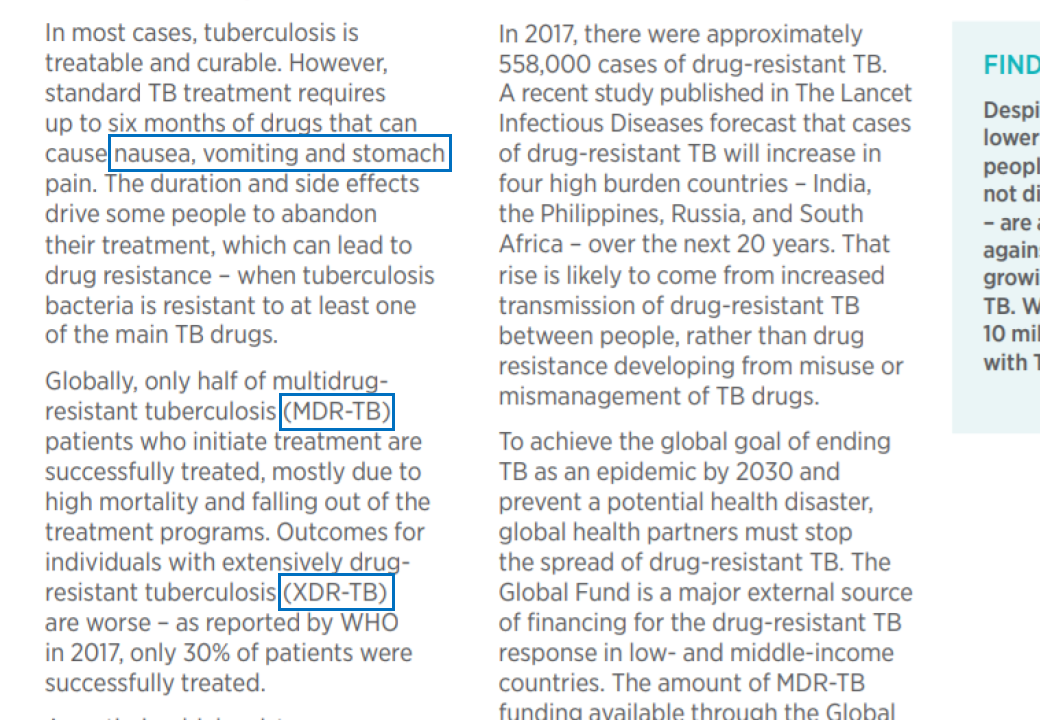 In most cases, tuberculosis is
treatable and curable. However,
standard TB treatment requires
up to six months of drugs that can
cause nausea, vomiting and stomach
pain. The duration and side effects
drive some people to abandon
their treatment, which can lead to
drug resistance – when tuberculosis
bacteria is resistant to at least one
of the main TB drugs.
Globally, only half of multidrug-
resistant tuberculosis (MDR-TB)
patients who initiate treatment are
successfully treated, mostly due to
high mortality and falling out of the
treatment programs. Outcomes for
individuals with extensively drug-
resistant tuberculosis (XDR-TB)
are worse – as reported by WHO
in 2017, only 30% of patients were
successfully treated.
In 2017, there were approximately
558,000 cases of drug-resistant TB.
A recent study published in The Lancet
Infectious Diseases forecast that cases
of drug-resistant TB will increase in
four high burden countries – India,
the Philippines, Russia, and South
Africa – over the next 20 years. That
rise is likely to come from increased
transmission of drug-resistant TB
between people, rather than drug
resistance developing from misuse or
mismanagement of TB drugs.
To achieve the global goal of ending
TB as an epidemic by 2030 and
prevent a potential health disaster,
global health partners must stop
the spread of drug-resistant TB. The
Global Fund is a major external source
of financing for the drug-resistant TB
response in low- and middle-income
countries. The amount of MDR-TB
funding available through the Global
FIND
Despi
lower
peopl
not di
– are a
agains
growi
TB. W
10 mil
with T